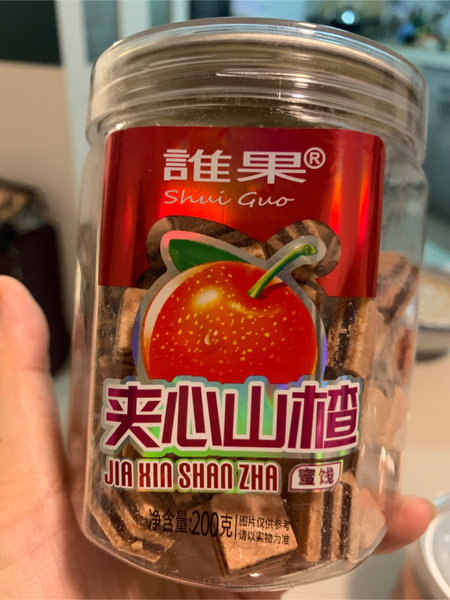 誰果®
Shui Guo
夹心山楂
JIA XIN SHAN ZHA
蜜饯
净含量:200克
图片仅供参考
请以实物为准